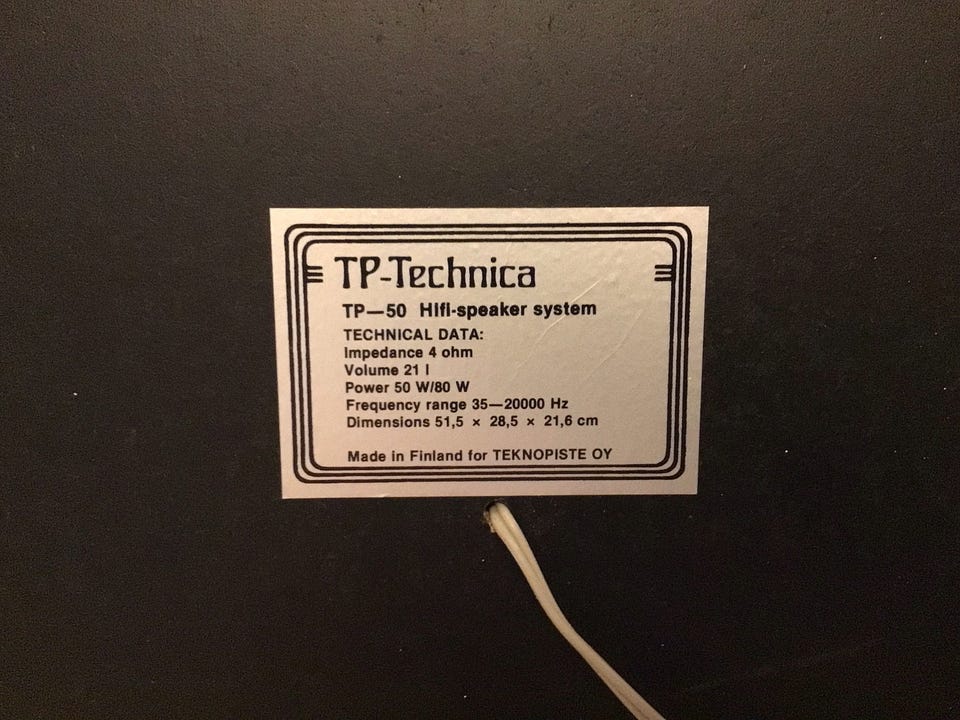 TP-Technica
TP—50 Hifi-speaker system
TECHNICAL DATA:
Impedance 4 ohm
Volume 21 l
Power 50 W/80 W
Frequency range 35—20000 Hz
Dimensions 51,5 × 28,5 × 21,6 cm
Made in Finland for TEKNOPISTE OY